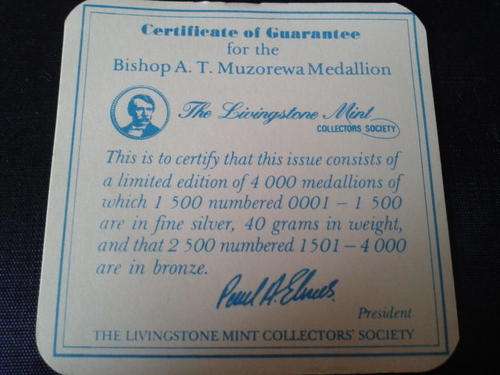 Certificate of Guarantee
for the
Bishop A. T. Muzorewa Medallion
The Livingstone Mint
COLLECTORS SOCIETY
This is to certify that this issue consists of
a limited edition of 4 000 medallions of
which 1 500 numbered 0001 – 1 500
are in fine silver, 40 grams in weight,
and that 2 500 numbered 1501 – 4 000
are in bronze.
President
THE LIVINGSTONE MINT COLLECTORS' SOCIETY